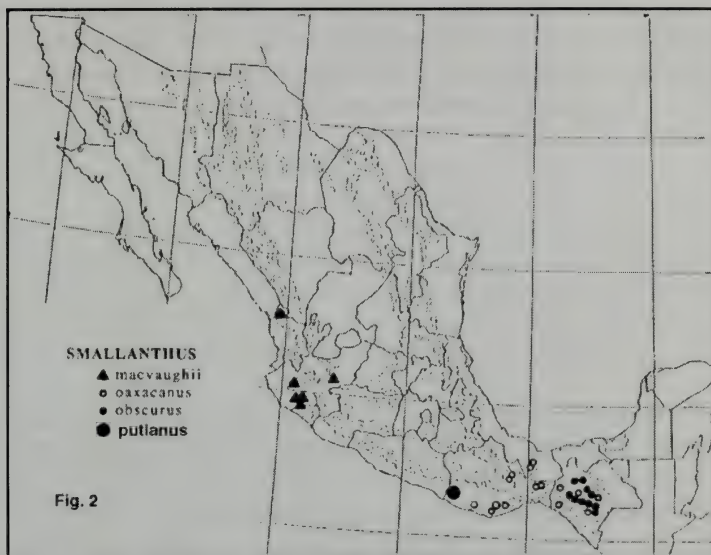 SMALLANTHUS
▲ macvaughii
○ oaxacanus
● obscurus
● putlanus
Fig. 2